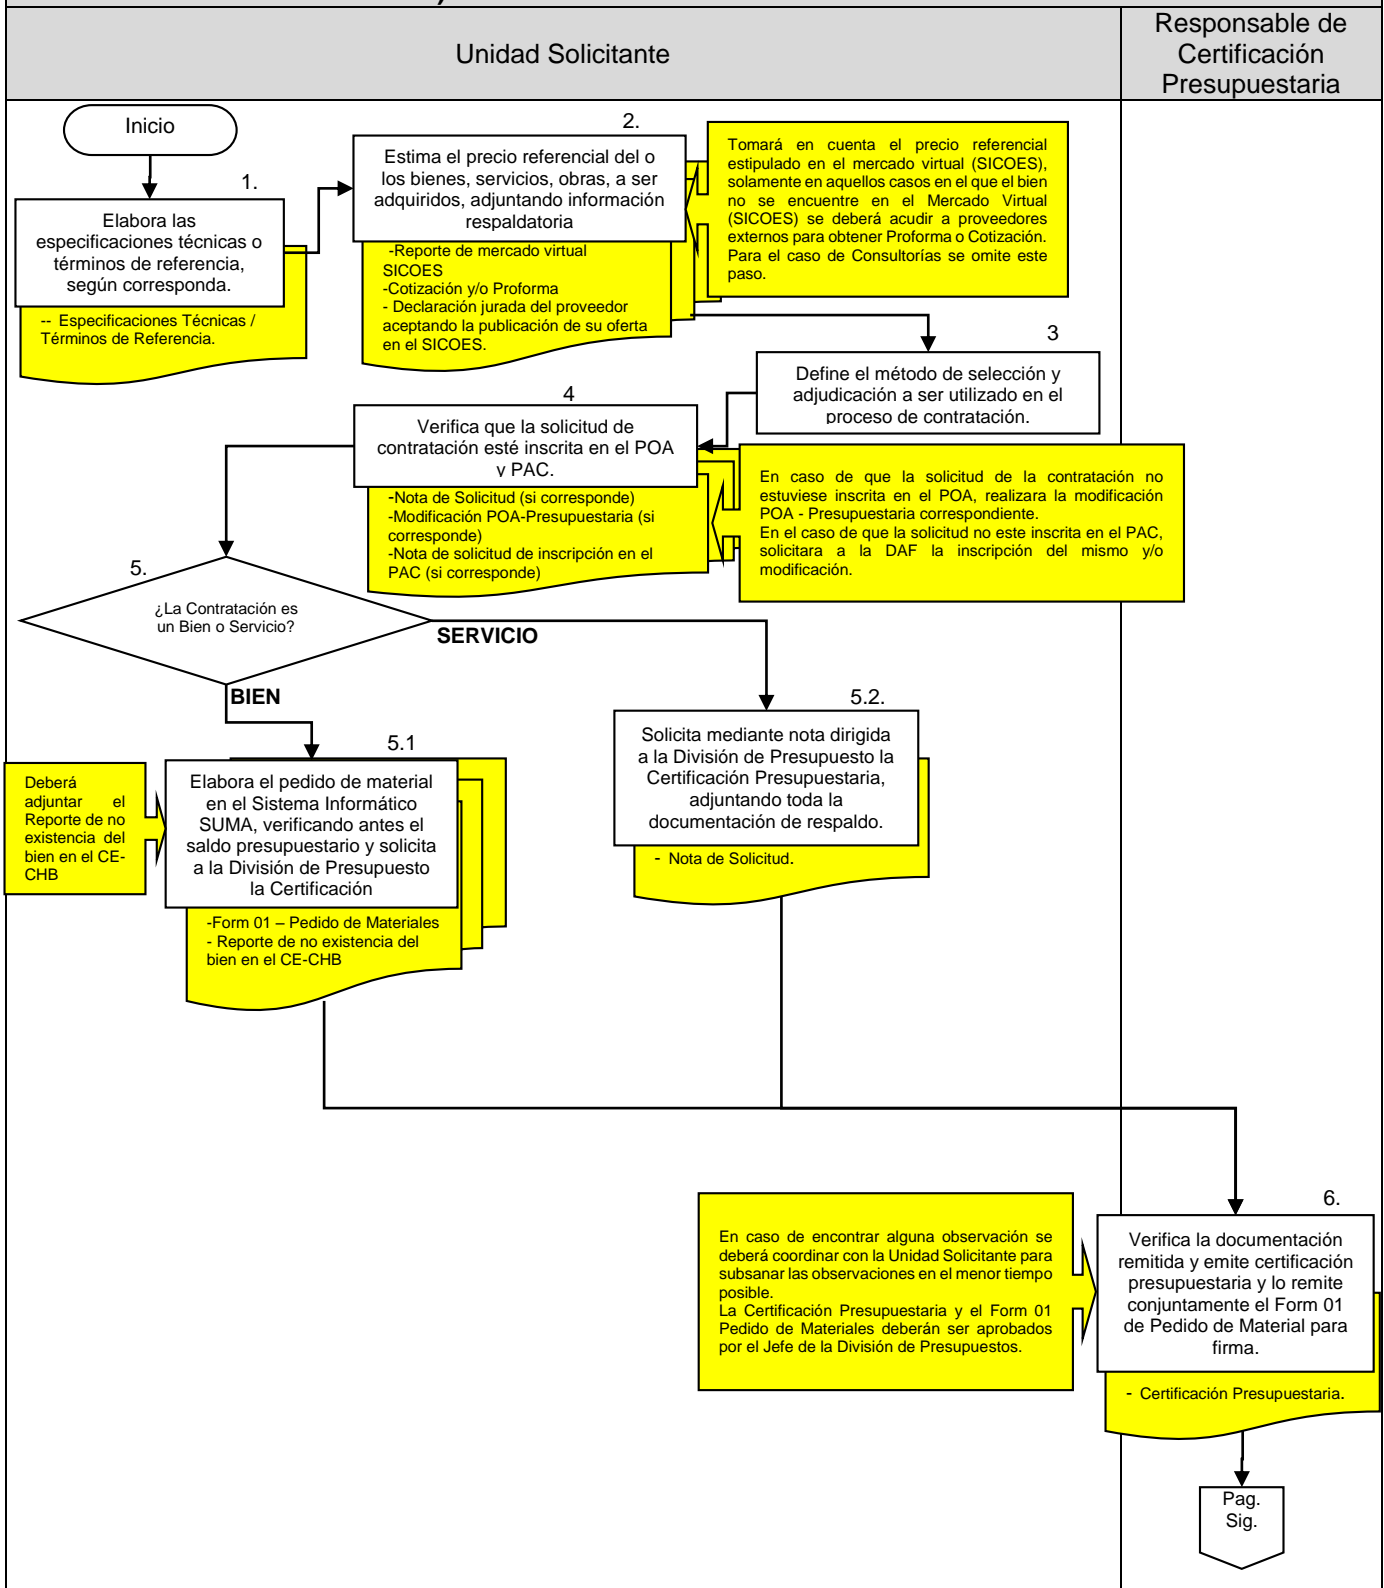 Unidad Solicitante
Responsable de
Certificación
Presupuestaria
Inicio
1.
Elabora las
especificaciones técnicas o
términos de referencia,
según corresponda.
-- Especificaciones Técnicas /
Términos de Referencia.
2.
Estima el precio referencial del o
los bienes, servicios, obras, a ser
adquiridos, adjuntando información
respaldatoria
-Reporte de mercado virtual
SICOES
-Cotización y/o Proforma
- Declaración jurada del proveedor
aceptando la publicación de su oferta
en el SICOES.
Tomará en cuenta el precio referencial
estipulado en el mercado virtual (SICOES),
solamente en aquellos casos en el que el bien
no se encuentre en el Mercado Virtual
(SICOES) se deberá acudir a proveedores
externos para obtener Proforma o Cotización.
Para el caso de Consultorías se omite este
paso.
3
Define el método de selección y
adjudicación a ser utilizado en el
proceso de contratación.
4
Verifica que la solicitud de
contratación esté inscrita en el POA
y PAC.
-Nota de Solicitud (si corresponde)
-Modificación POA-Presupuestaria (si
corresponde)
-Nota de solicitud de inscripción en el
PAC (si corresponde)
En caso de que la solicitud de la contratación no
estuviese inscrita en el POA, realizara la modificación
POA - Presupuestaria correspondiente.
En el caso de que la solicitud no este inscrita en el PAC,
solicitara a la DAF la inscripción del mismo y/o
modificación.
5.
¿La Contratación es
un Bien o Servicio?
SERVICIO
BIEN
5.1
Elabora el pedido de material
en el Sistema Informático
SUMA, verificando antes el
saldo presupuestario y solicita
a la División de Presupuesto
la Certificación
-Form 01 – Pedido de Materiales
- Reporte de no existencia del
bien en el CE-CHB
Deberá
adjuntar el
Reporte de no
existencia del
bien en el CE-
CHB
5.2.
Solicita mediante nota dirigida
a la División de Presupuesto la
Certificación Presupuestaria,
adjuntando toda la
documentación de respaldo.
- Nota de Solicitud.
6.
Verifica la documentación
remitida y emite certificación
presupuestaria y lo remite
conjuntamente el Form 01
de Pedido de Material para
firma.
- Certificación Presupuestaria.
En caso de encontrar alguna observación se
deberá coordinar con la Unidad Solicitante para
subsanar las observaciones en el menor tiempo
posible.
La Certificación Presupuestaria y el Form 01
Pedido de Materiales deberán ser aprobados
por el Jefe de la División de Presupuestos.
Pag.
Sig.